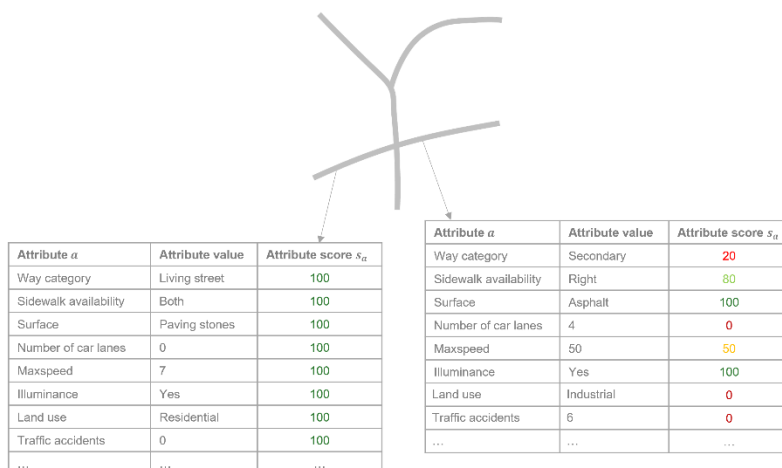 Attribute a Attribute value Attribute score sₐ
Way category Living street 100
Sidewalk availability Both 100
Surface Paving stones 100
Number of car lanes 0 100
Maxspeed 7 100
Illuminance Yes 100
Land use Residential 100
Traffic accidents 0 100
... ... ...
Attribute a Attribute value Attribute score sₐ
Way category Secondary 20
Sidewalk availability Right 80
Surface Asphalt 100
Number of car lanes 4 0
Maxspeed 50 50
Illuminance Yes 100
Land use Industrial 0
Traffic accidents 6 0
... ... ...